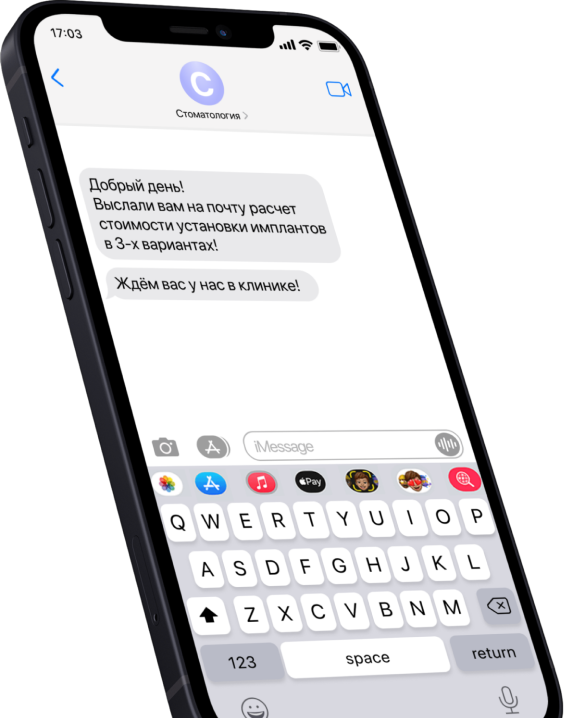 17:03
С
Стоматология
Добрый день!
Выслали вам на почту расчет
стоимости установки имплантов
в 3-х вариантах!
Ждём вас у нас в клинике!
iMessage
Pay
Q W E R T Y U I O P
A S D F G H J K L
Z X C V B N M
123 space return